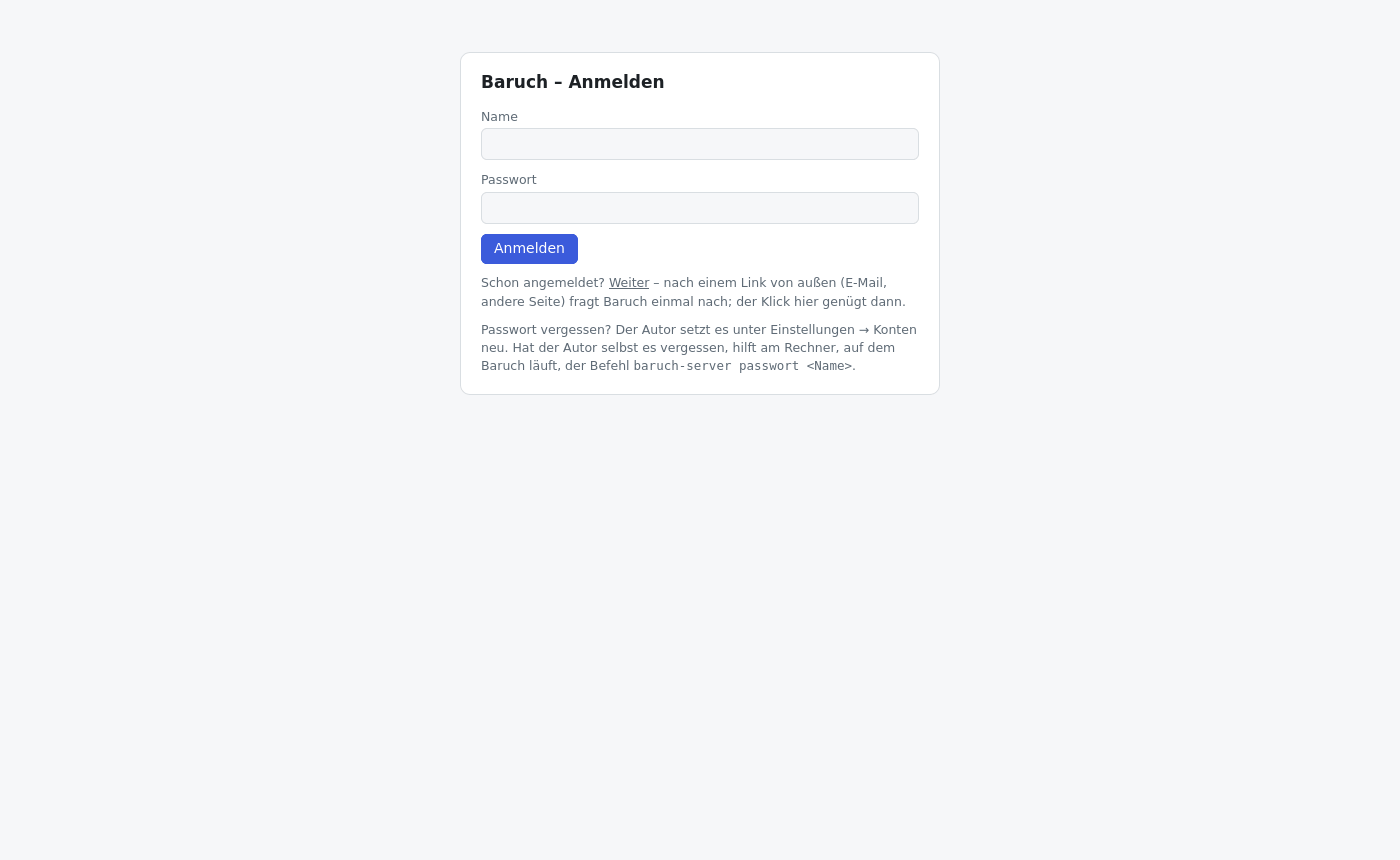 Baruch – Anmelden
Name
Passwort
Anmelden
Schon angemeldet? Weiter – nach einem Link von außen (E-Mail,
andere Seite) fragt Baruch einmal nach; der Klick hier genügt dann.
Passwort vergessen? Der Autor setzt es unter Einstellungen → Konten
neu. Hat der Autor selbst es vergessen, hilft am Rechner, auf dem
Baruch läuft, der Befehl baruch-server passwort <Name>.